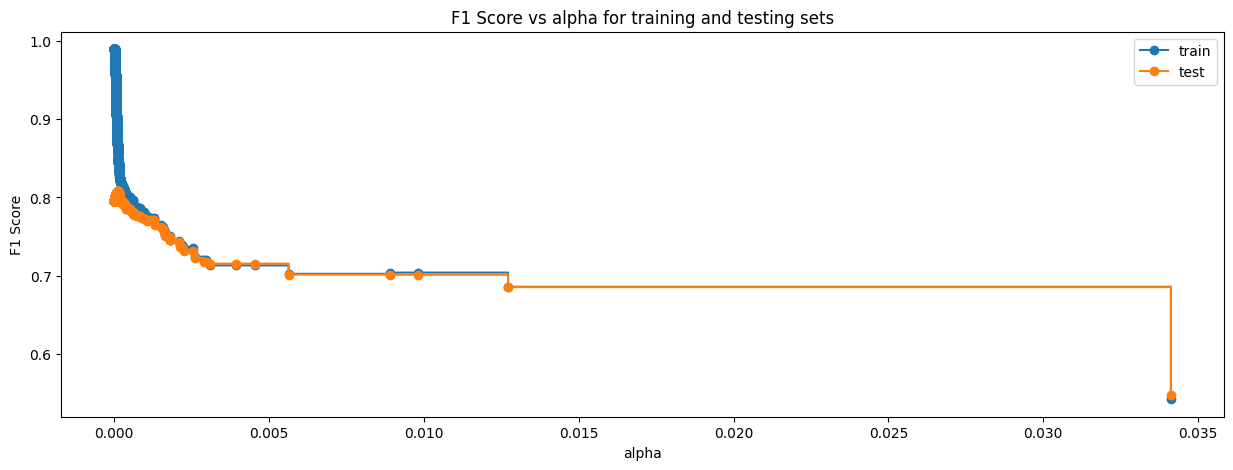 F1 Score vs alpha for training and testing sets
train
test
1.0
0.9
0.8
0.7
0.6
F1 Score
0.000
0.005
0.010
0.015
0.020
0.025
0.030
0.035
alpha